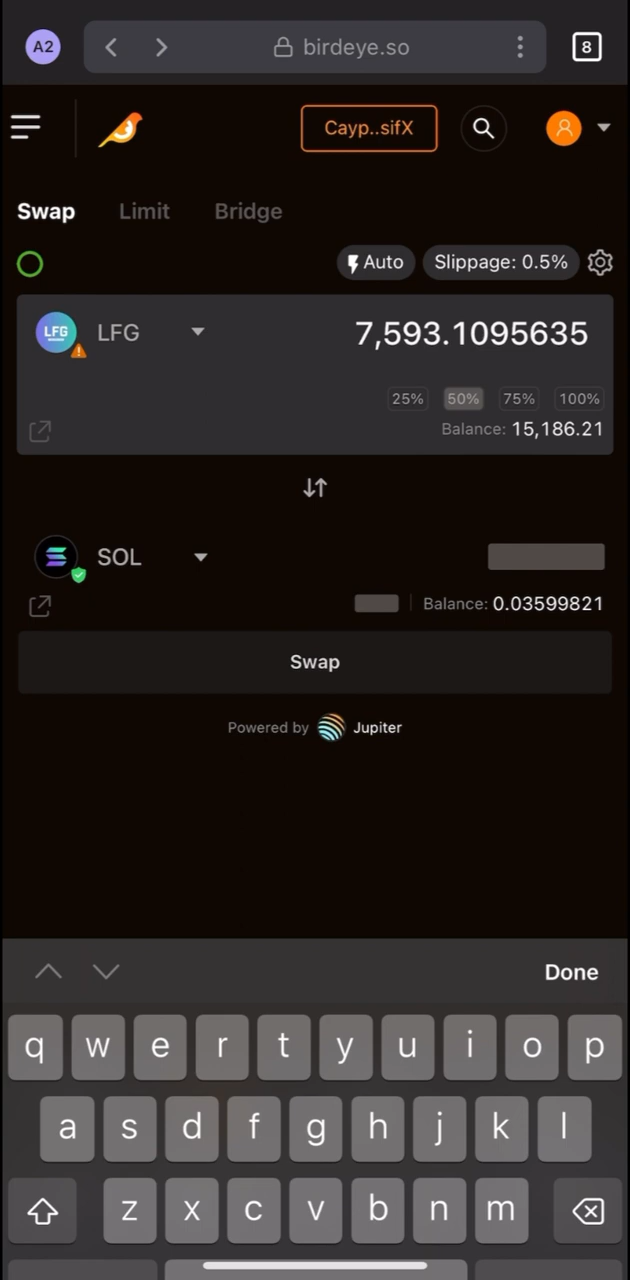 A2 birdeye.so 8
Cayp..sifX
Swap Limit Bridge
Auto Slippage: 0.5%
LFG LFG 7,593.1095635
25% 50% 75% 100%
Balance: 15,186.21
SOL
Balance: 0.03599821
Swap
Powered by Jupiter
Done
q w e r t y u i o p
a s d f g h j k l
z x c v b n m